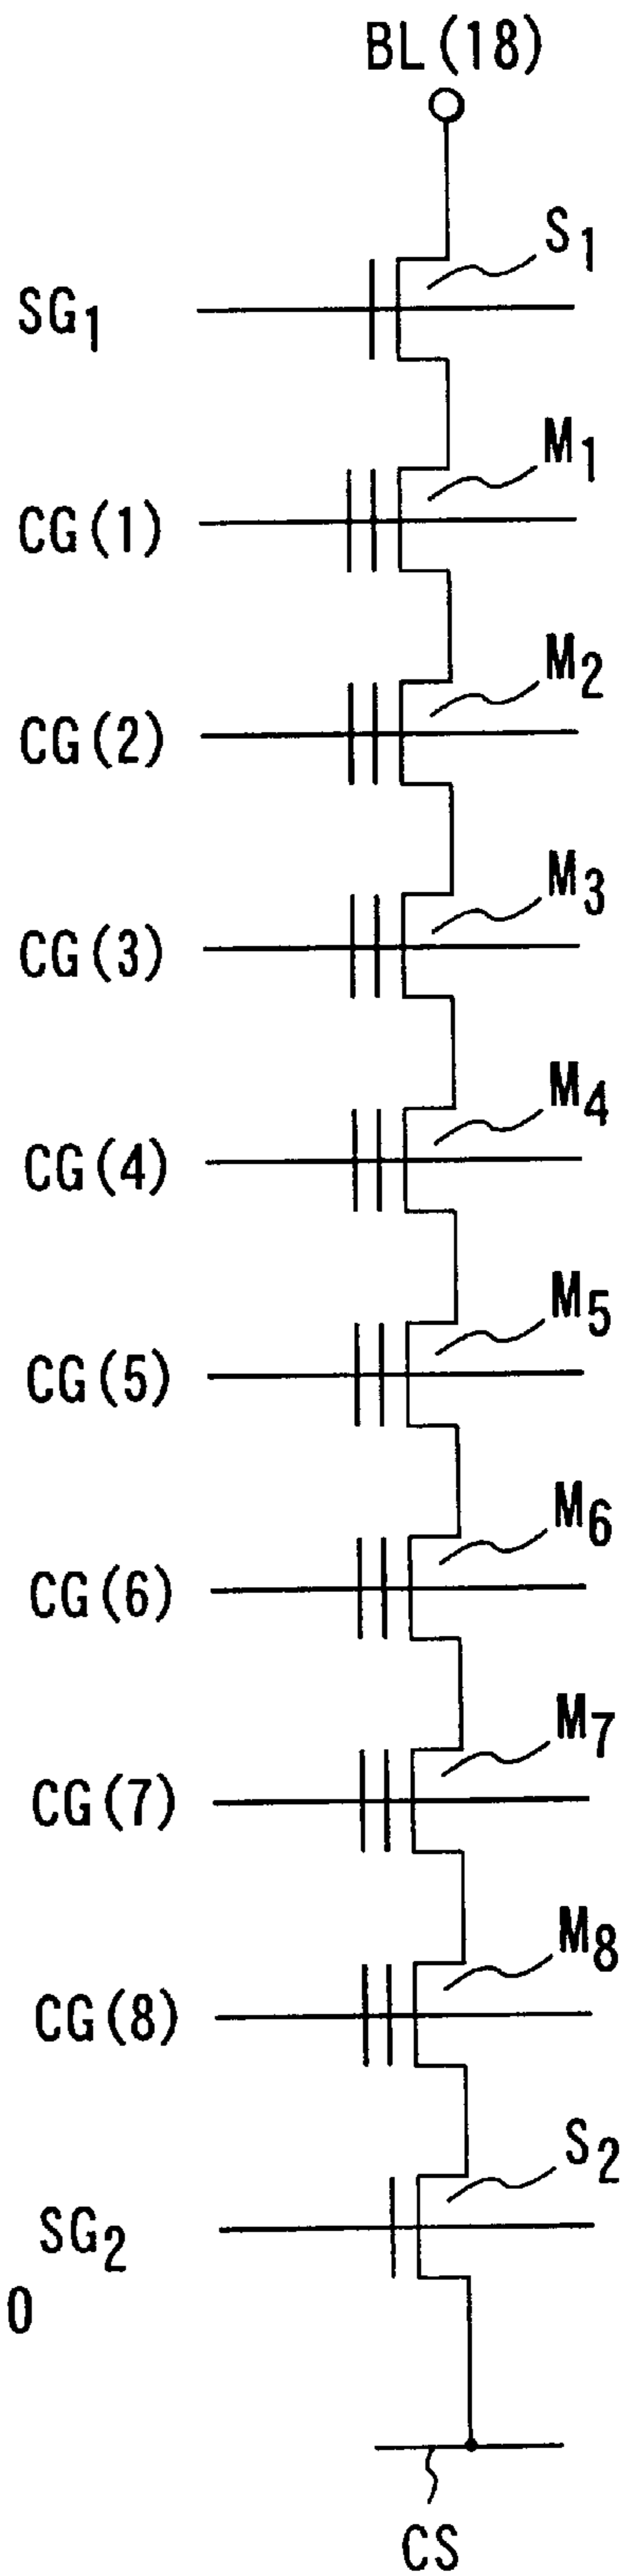 BL(18)
S1
SG1
M1
CG(1)
M2
CG(2)
M3
CG(3)
M4
CG(4)
M5
CG(5)
M6
CG(6)
M7
CG(7)
M8
CG(8)
S2
SG2
0
CS